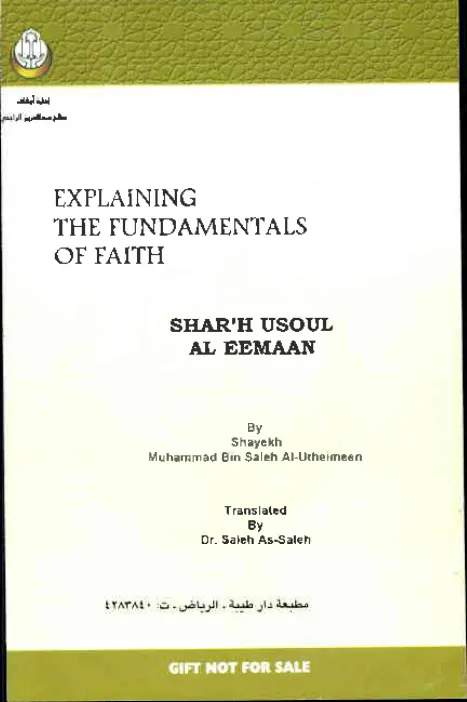 EXPLAINING
THE FUNDAMENTALS
OF FAITH
SHAR'H USOUL
AL EEMAAN
By
Shayekh
Muhammad Bin Saleh Al-Utheimeen
Translated
By
Dr. Saleh As-Saleh
مطبعة دار طيبة - الرياض - ت: ٤٢٨٣٨٤٠
GIFT NOT FOR SALE